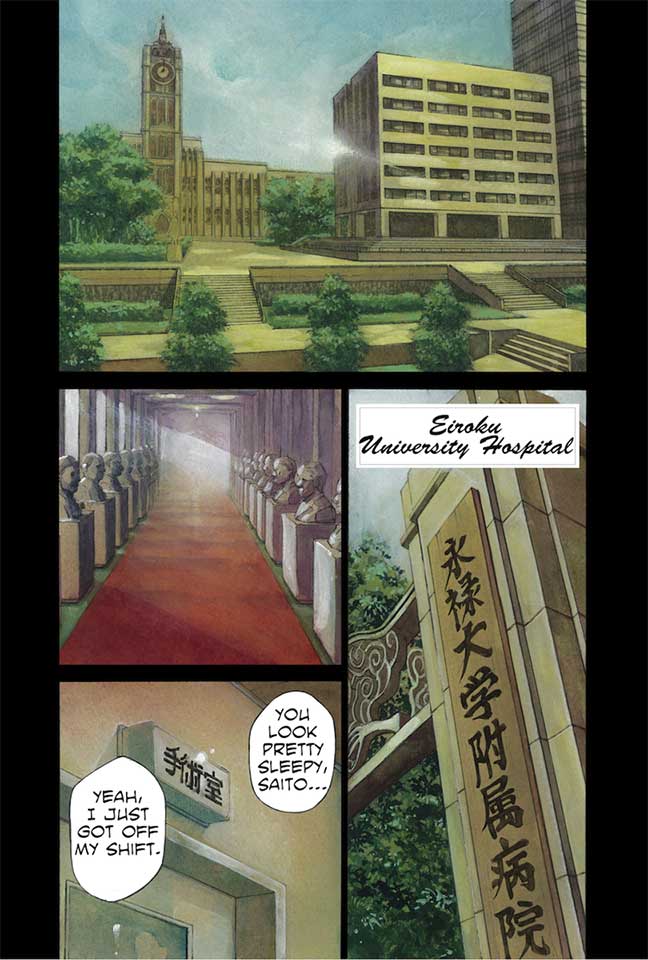 Eiroku
University Hospital
永禄大学附属病院
YOU
LOOK
PRETTY
SLEEPY,
SAITO...
手術室
YEAH,
I JUST
GOT OFF
MY SHIFT.